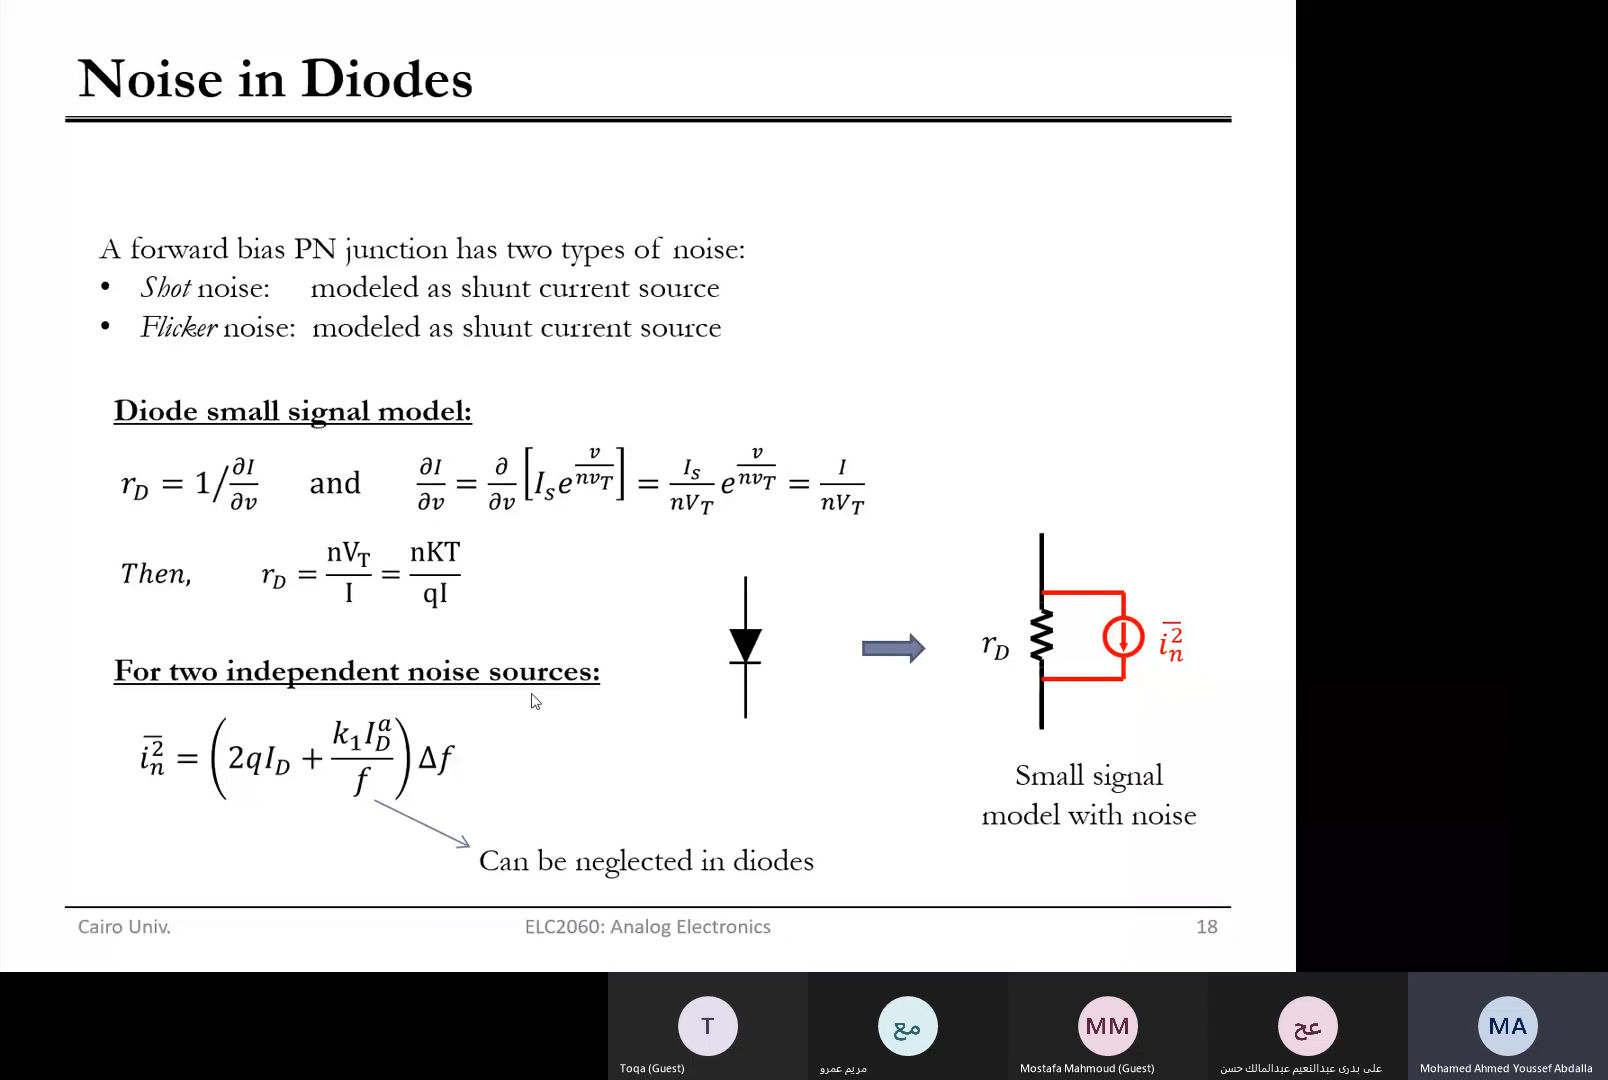 Noise in Diodes
A forward bias PN junction has two types of noise:
• Shot noise: modeled as shunt current source
• Flicker noise: modeled as shunt current source
Diode small signal model:
r_D = 1/(∂I/∂v) and ∂I/∂v = ∂/∂v [I_s e^(v/(nv_T))] = (I_s/(nV_T)) e^(v/(nv_T)) = I/(nV_T)
Then, r_D = nV_T/I = nKT/qI
For two independent noise sources:
i_n^2 = (2qI_D + k_1 I_D^a / f) Δf
Can be neglected in diodes
r_D
i_n^2
Small signal
model with noise
Cairo Univ.
ELC2060: Analog Electronics
18
T
Toqa (Guest)
مع
مريم عمرو
MM
Mostafa Mahmoud (Guest)
عح
على بدرى عبدالنعيم عبدالمالك حسن
MA
Mohamed Ahmed Youssef Abdalla